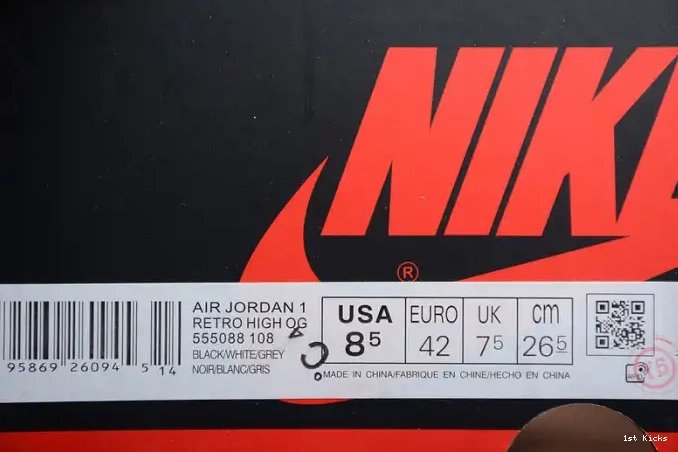 NIK
®
AIR JORDAN 1
RETRO HIGH OG
555088 108
BLACK/WHITE/GREY
NOIR/BLANC/GRIS
95869 26094 5 14
USA EURO UK cm
8⁵ 42 7⁵ 26⁵
MADE IN CHINA/FABRIQUE EN CHINE/HECHO EN CHINA
1st Kicks